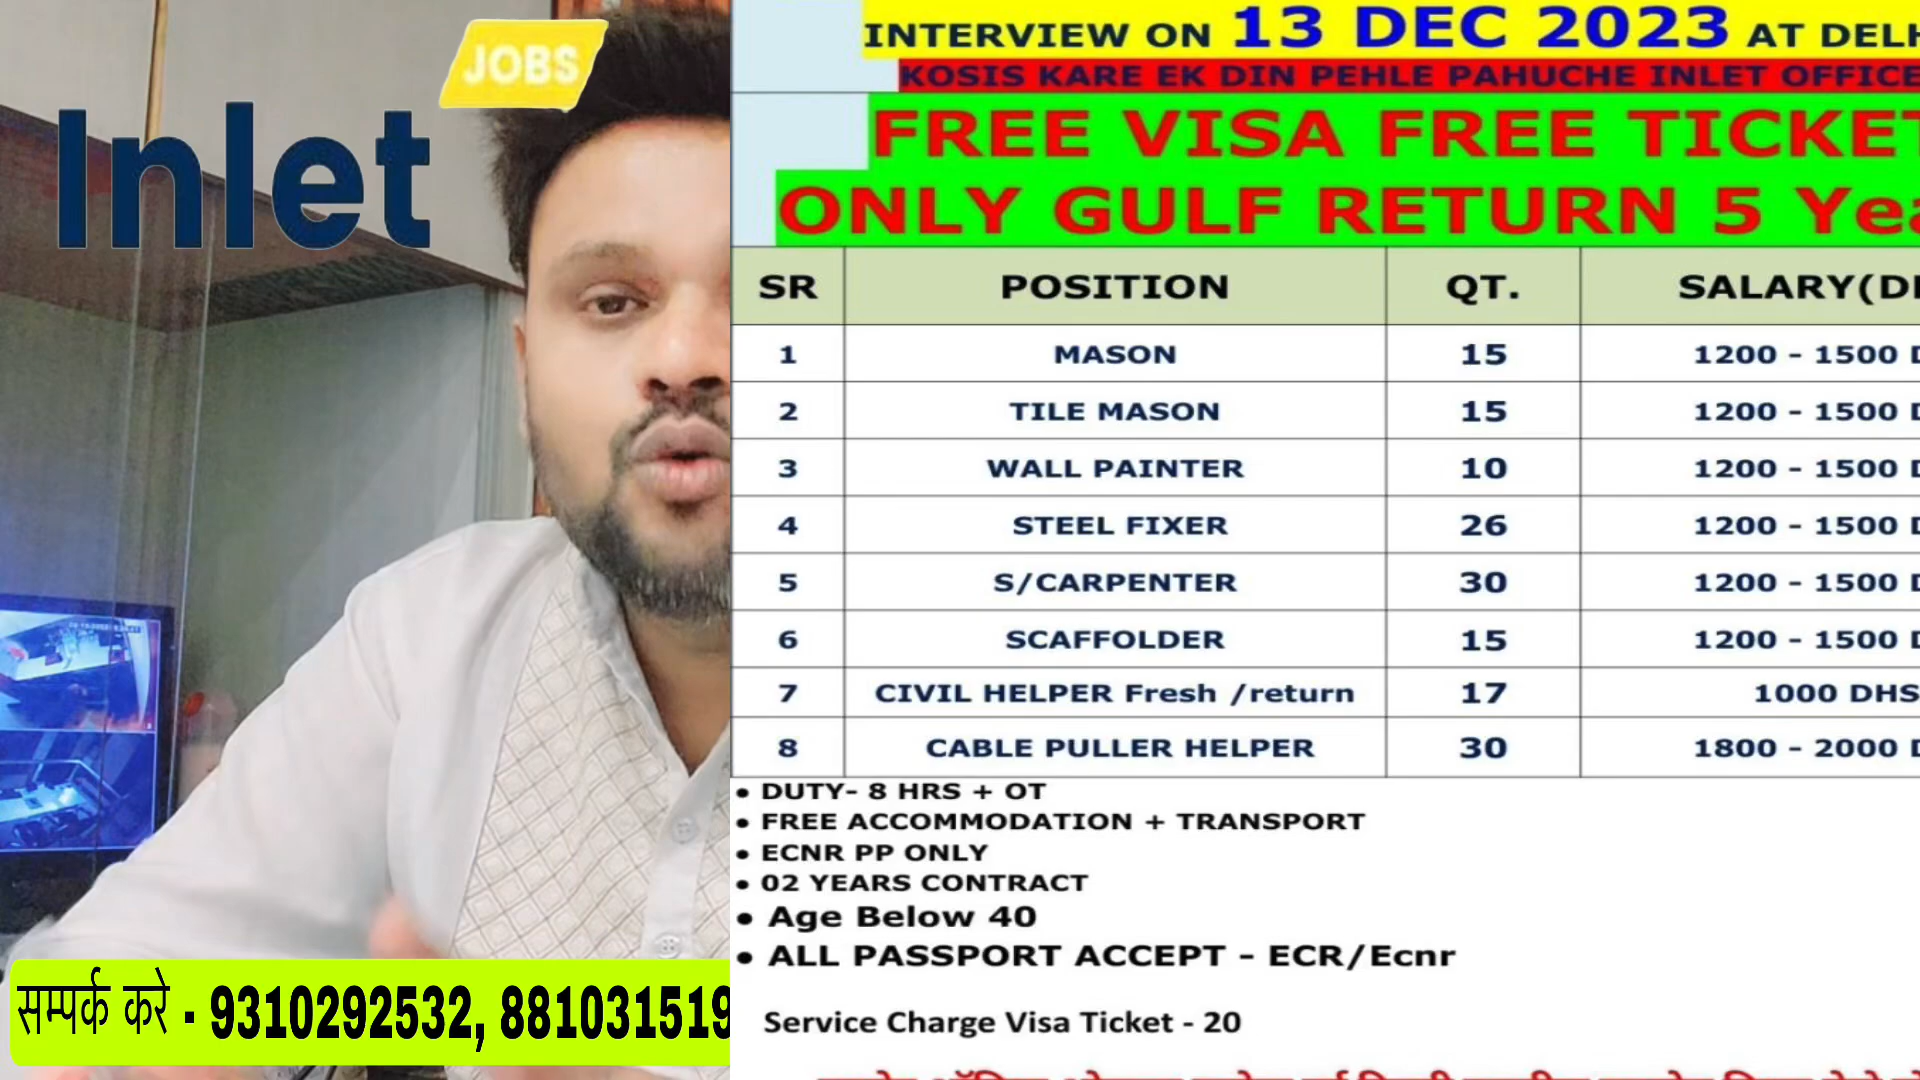 JOBS
Inlet
सम्पर्क करे - 9310292532, 881031519
INTERVIEW ON 13 DEC 2023 AT DELH
KOSIS KARE EK DIN PEHLE PAHUCHE INLET OFFICE
FREE VISA FREE TICKET
ONLY GULF RETURN 5 Yea
SR POSITION QT. SALARY(D
1 MASON 15 1200 - 1500 D
2 TILE MASON 15 1200 - 1500 D
3 WALL PAINTER 10 1200 - 1500 D
4 STEEL FIXER 26 1200 - 1500 D
5 S/CARPENTER 30 1200 - 1500 D
6 SCAFFOLDER 15 1200 - 1500 D
7 CIVIL HELPER Fresh /return 17 1000 DHS
8 CABLE PULLER HELPER 30 1800 - 2000 D
• DUTY- 8 HRS + OT
• FREE ACCOMMODATION + TRANSPORT
• ECNR PP ONLY
• 02 YEARS CONTRACT
• Age Below 40
• ALL PASSPORT ACCEPT - ECR/Ecnr
Service Charge Visa Ticket - 20